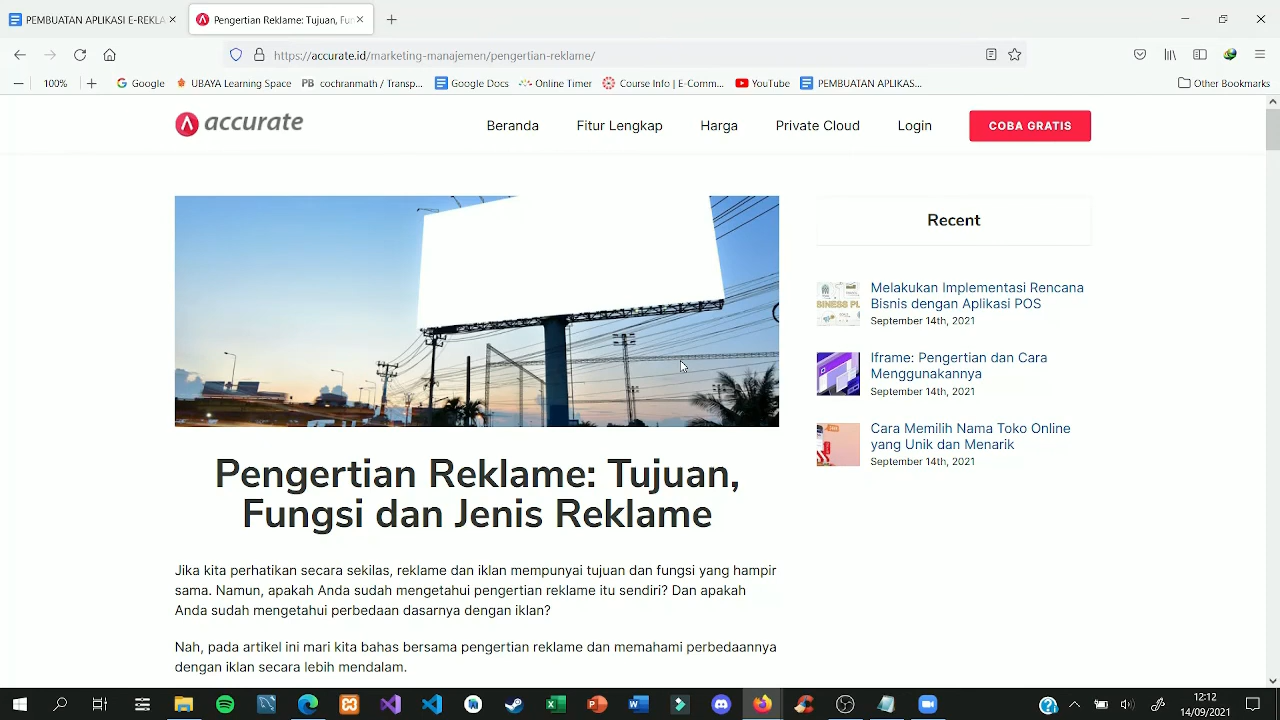 PEMBUATAN APLIKASI E-REKLA
Pengertian Reklame: Tujuan, Fu
https://accurate.id/marketing-manajemen/pengertian-reklame/
100%
Google
UBAYA Learning Space
PB cochranmath / Transp...
Google Docs
Online Timer
Course Info | E-Comm...
YouTube
PEMBUATAN APLIKAS...
Other Bookmarks
accurate
Beranda
Fitur Lengkap
Harga
Private Cloud
Login
COBA GRATIS
Pengertian Reklame: Tujuan,
Fungsi dan Jenis Reklame
Jika kita perhatikan secara sekilas, reklame dan iklan mempunyai tujuan dan fungsi yang hampir
sama. Namun, apakah Anda sudah mengetahui pengertian reklame itu sendiri? Dan apakah
Anda sudah mengetahui perbedaan dasarnya dengan iklan?
Nah, pada artikel ini mari kita bahas bersama pengertian reklame dan memahami perbedaannya
dengan iklan secara lebih mendalam.
Recent
Melakukan Implementasi Rencana
Bisnis dengan Aplikasi POS
September 14th, 2021
Iframe: Pengertian dan Cara
Menggunakannya
September 14th, 2021
Cara Memilih Nama Toko Online
yang Unik dan Menarik
September 14th, 2021
12:12
14/09/2021